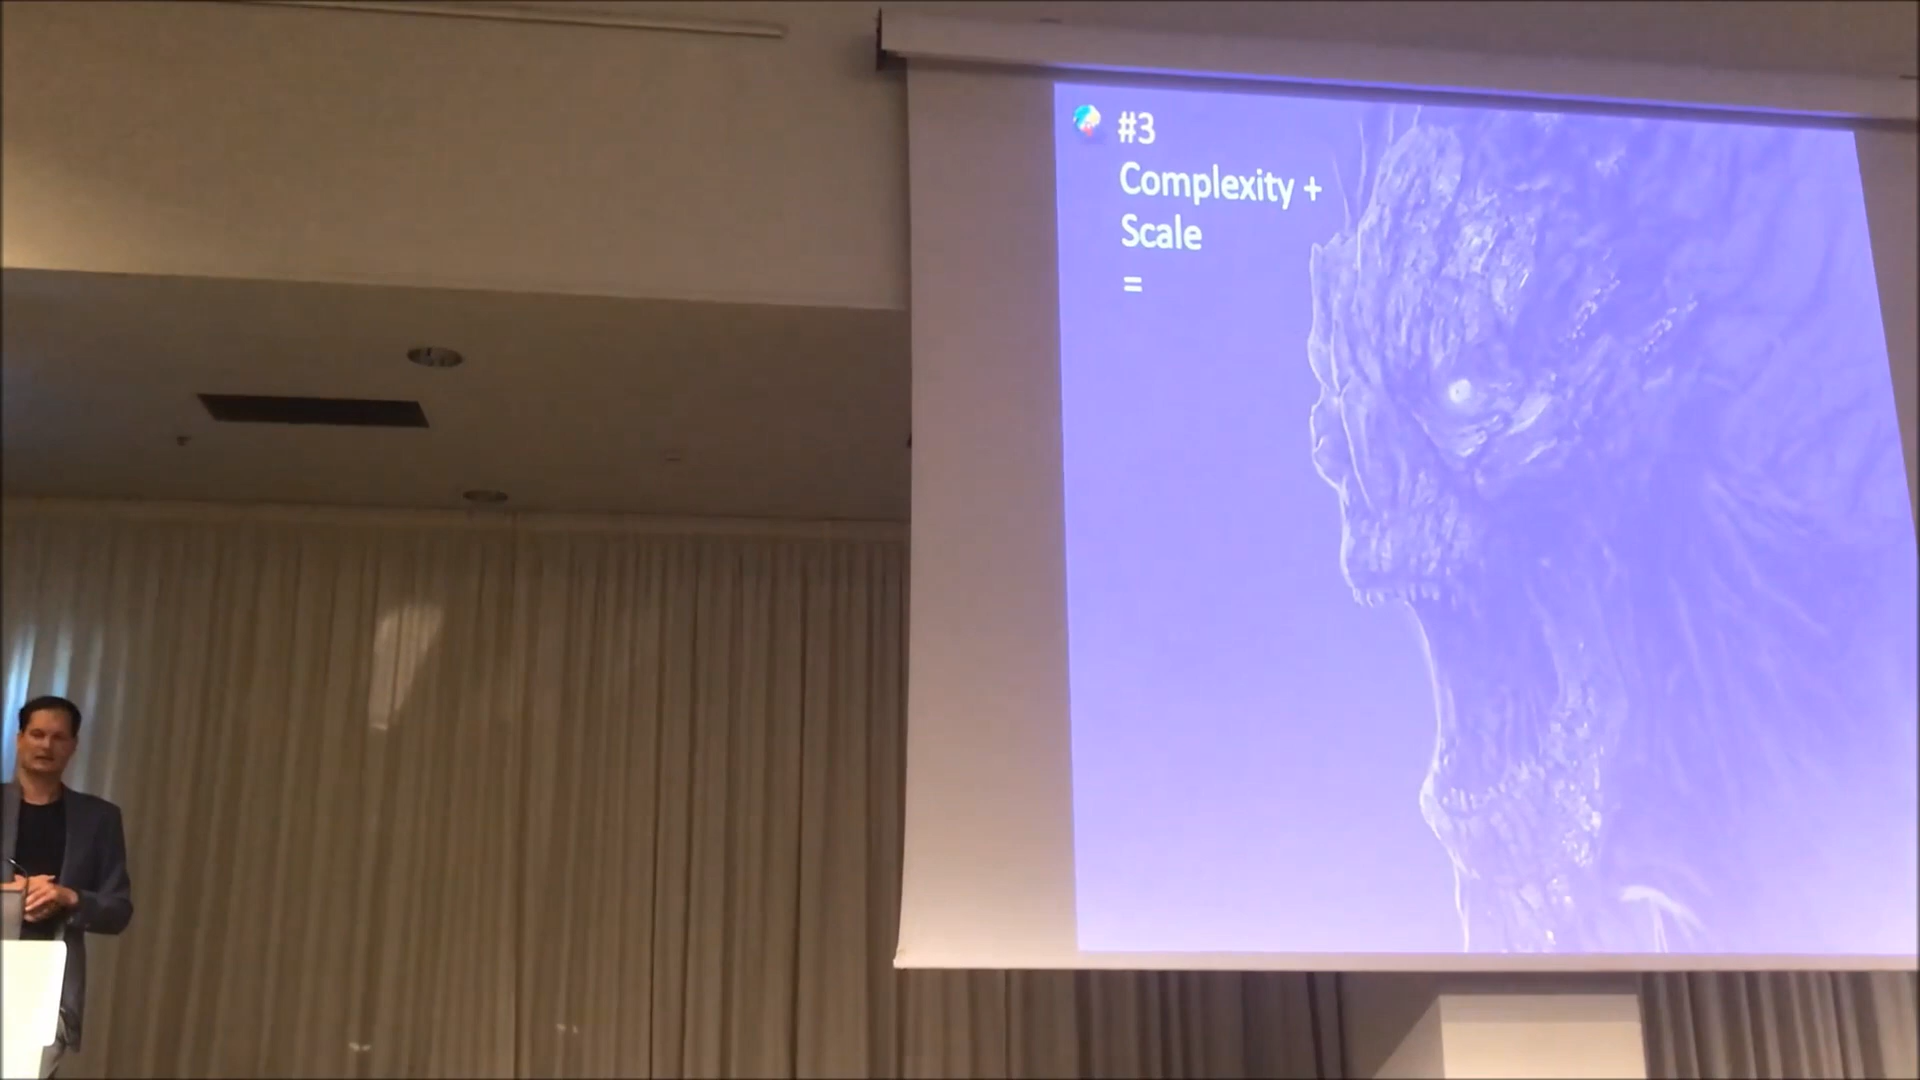 #3
Complexity +
Scale
=